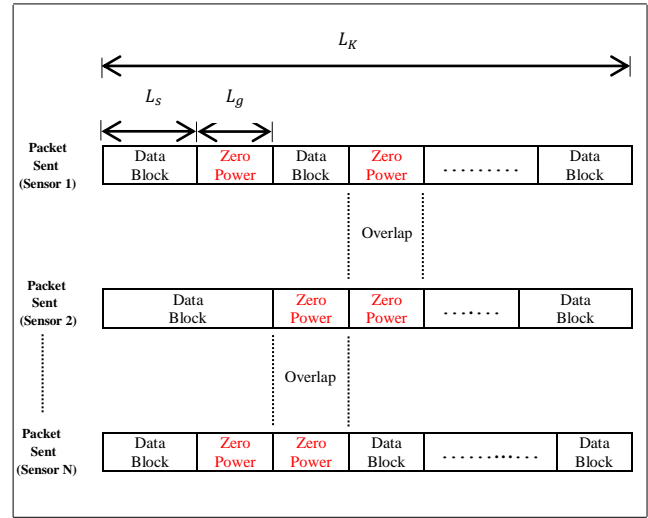 L_K
L_s L_g
Packet
Sent
(Sensor 1)
Data
Block
Zero
Power
Data
Block
Zero
Power
.........
Data
Block
Overlap
Packet
Sent
(Sensor 2)
Data
Block
Zero
Power
Zero
Power
.......
Data
Block
Overlap
Packet
Sent
(Sensor N)
Data
Block
Zero
Power
Zero
Power
Data
Block
............
Data
Block